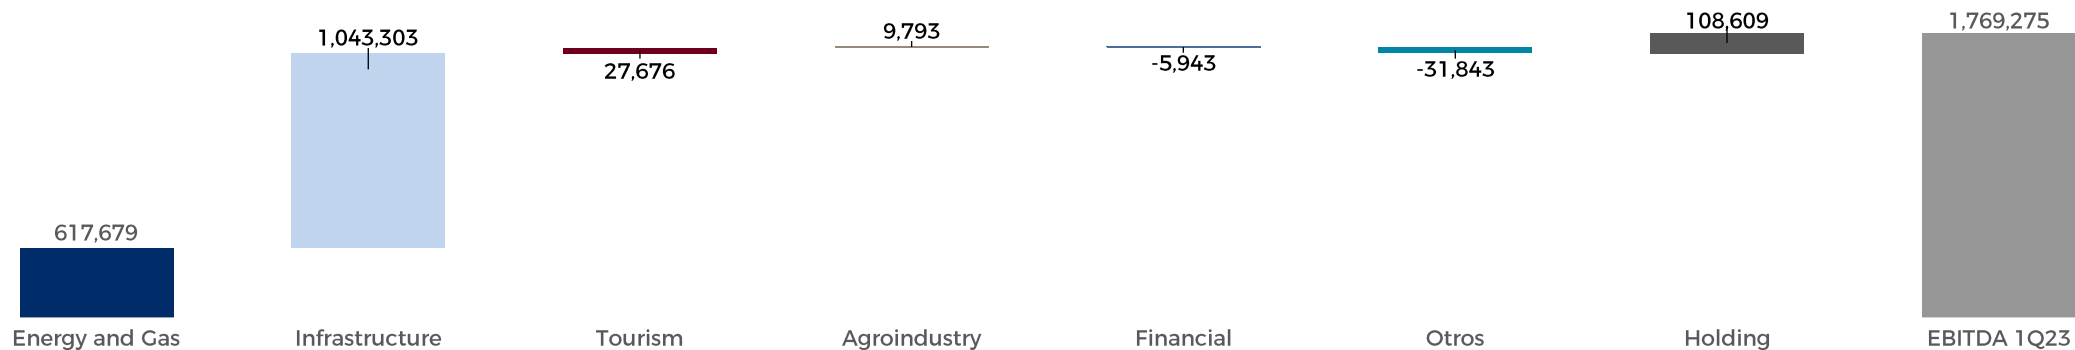 617,679
1,043,303
27,676
9,793
-5,943
-31,843
108,609
1,769,275
Energy and Gas
Infrastructure
Tourism
Agroindustry
Financial
Otros
Holding
EBITDA 1Q23